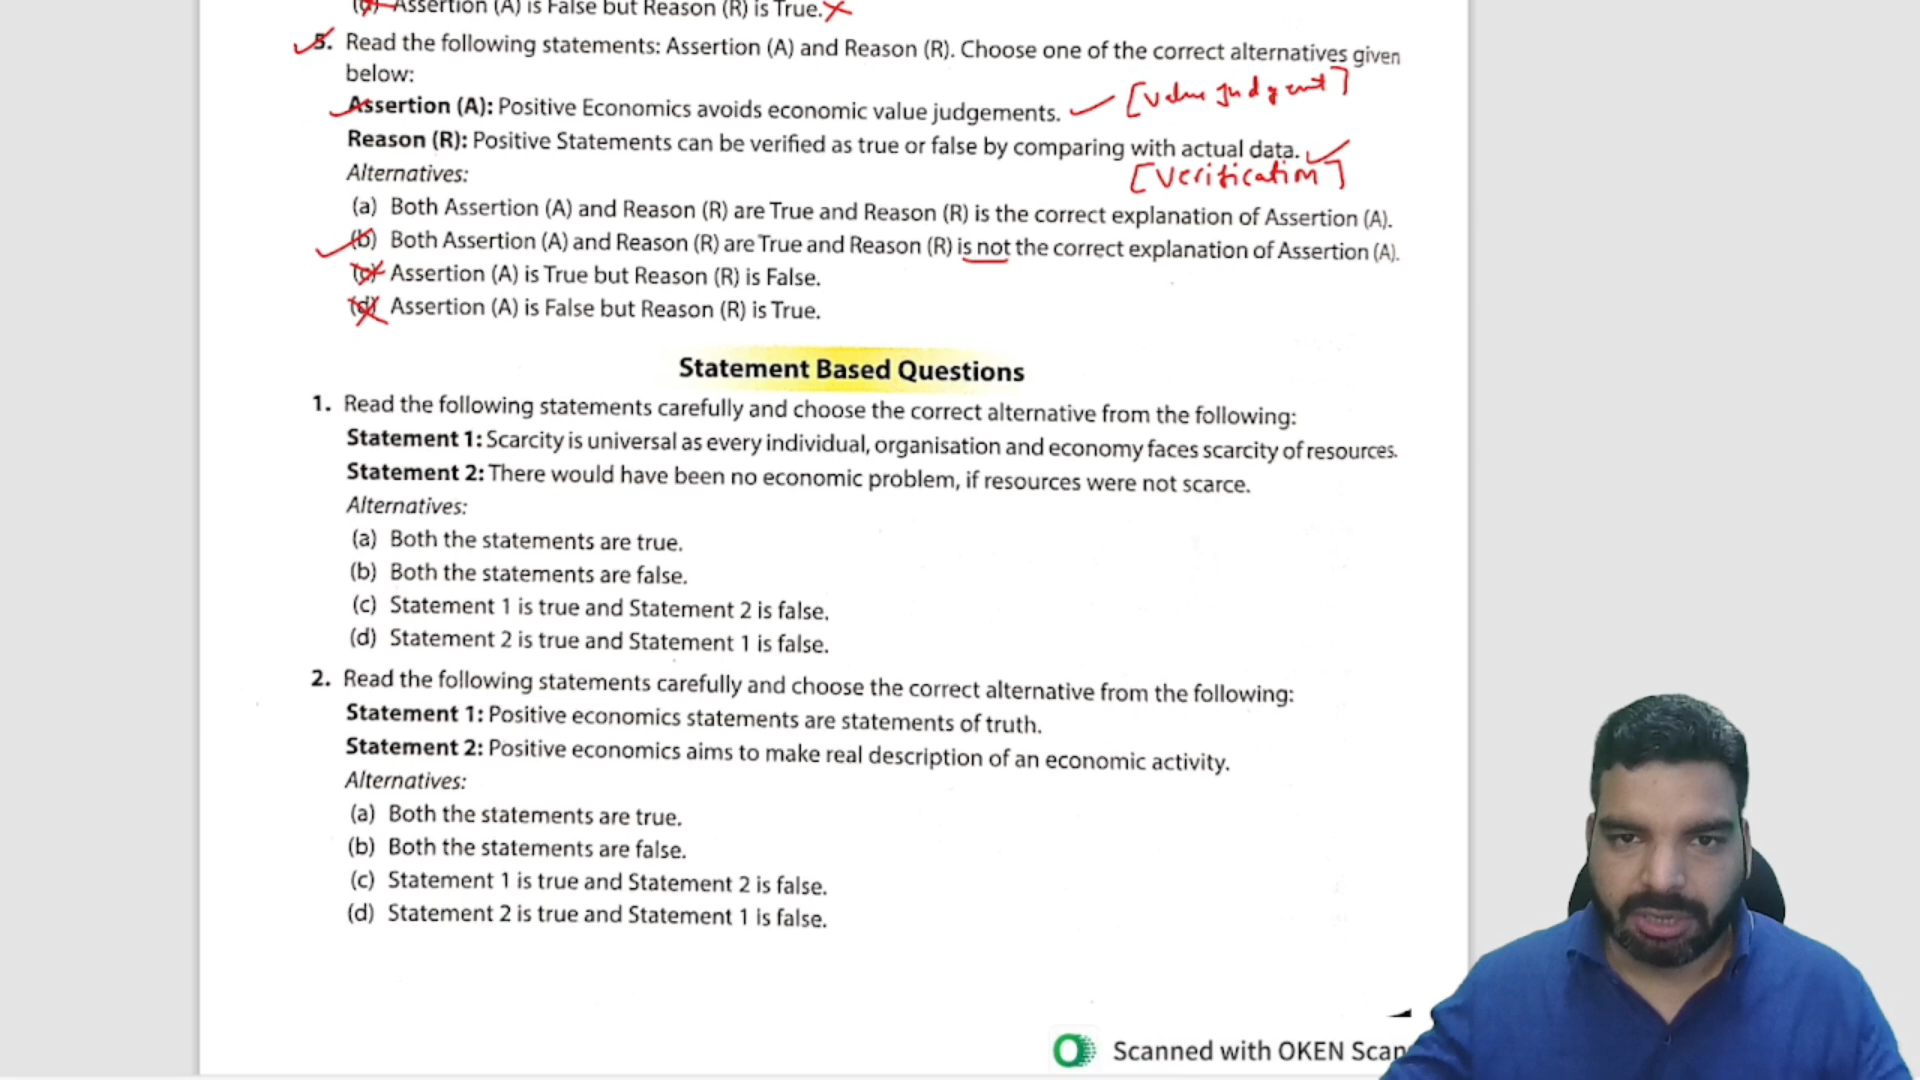 (d) Assertion (A) is False but Reason (R) is True.
5. Read the following statements: Assertion (A) and Reason (R). Choose one of the correct alternatives given
below:
Assertion (A): Positive Economics avoids economic value judgements.
[Value judgement]
Reason (R): Positive Statements can be verified as true or false by comparing with actual data.
[Verification]
Alternatives:
(a) Both Assertion (A) and Reason (R) are True and Reason (R) is the correct explanation of Assertion (A).
(b) Both Assertion (A) and Reason (R) are True and Reason (R) is not the correct explanation of Assertion (A).
(c) Assertion (A) is True but Reason (R) is False.
(d) Assertion (A) is False but Reason (R) is True.
Statement Based Questions
1. Read the following statements carefully and choose the correct alternative from the following:
Statement 1: Scarcity is universal as every individual, organisation and economy faces scarcity of resources.
Statement 2: There would have been no economic problem, if resources were not scarce.
Alternatives:
(a) Both the statements are true.
(b) Both the statements are false.
(c) Statement 1 is true and Statement 2 is false.
(d) Statement 2 is true and Statement 1 is false.
2. Read the following statements carefully and choose the correct alternative from the following:
Statement 1: Positive economics statements are statements of truth.
Statement 2: Positive economics aims to make real description of an economic activity.
Alternatives:
(a) Both the statements are true.
(b) Both the statements are false.
(c) Statement 1 is true and Statement 2 is false.
(d) Statement 2 is true and Statement 1 is false.
Scanned with OKEN Scan